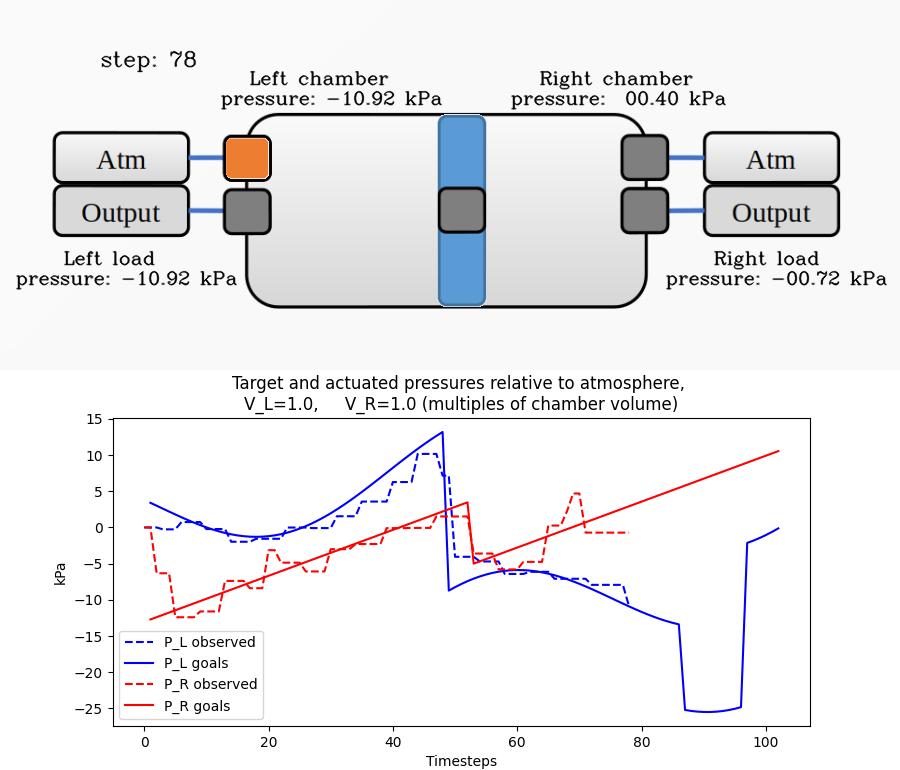 step: 78
Left chamber
pressure: −10.92 kPa
Right chamber
pressure: 00.40 kPa
Atm
Atm
Output
Output
Left load
pressure: −10.92 kPa
Right load
pressure: −00.72 kPa
Target and actuated pressures relative to atmosphere,
V_L=1.0, V_R=1.0 (multiples of chamber volume)
15
10
5
0
−5
−10
−15
−20
−25
kPa
P_L observed
P_L goals
P_R observed
P_R goals
0 20 40 60 80 100
Timesteps